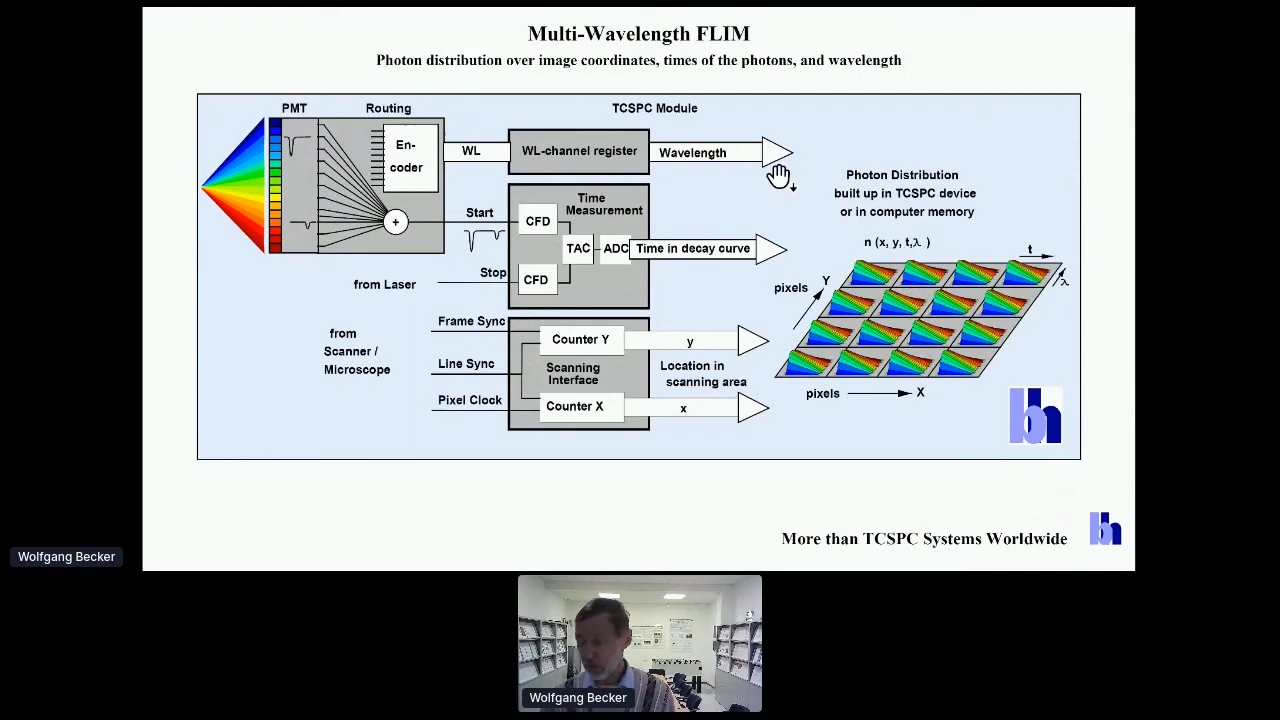 Multi-Wavelength FLIM
Photon distribution over image coordinates, times of the photons, and wavelength
PMT
Routing
TCSPC Module
En-
coder
WL
WL-channel register
Wavelength
Photon Distribution
built up in TCSPC device
or in computer memory
n (x, y, t,λ )
Time
Measurement
Start
CFD
+
TAC
ADC
Time in decay curve
Stop
CFD
from Laser
t
λ
pixels
Y
Frame Sync
from
Scanner /
Microscope
Counter Y
y
Line Sync
Scanning
Interface
Location in
scanning area
Pixel Clock
Counter X
x
pixels
X
bh
More than TCSPC Systems Worldwide
bh
Wolfgang Becker
Wolfgang Becker